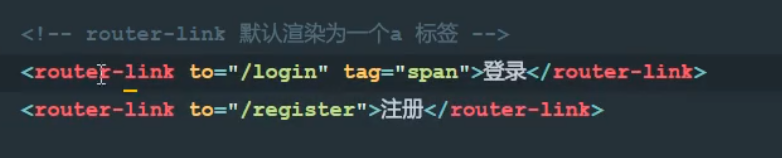 <!-- router-link 默认渲染为一个a 标签 -->
<router-link to="/login" tag="span">登录</router-link>
<router-link to="/register">注册</router-link>